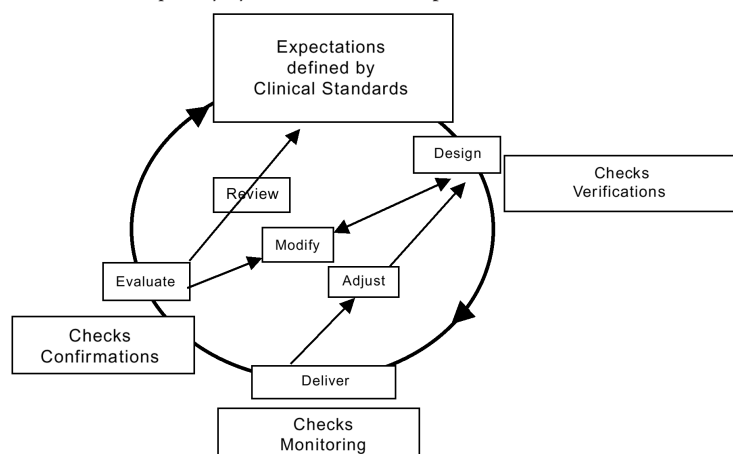 Expectations
defined by
Clinical Standards
Design
Checks
Verifications
Review
Modify
Evaluate
Adjust
Checks
Confirmations
Deliver
Checks
Monitoring